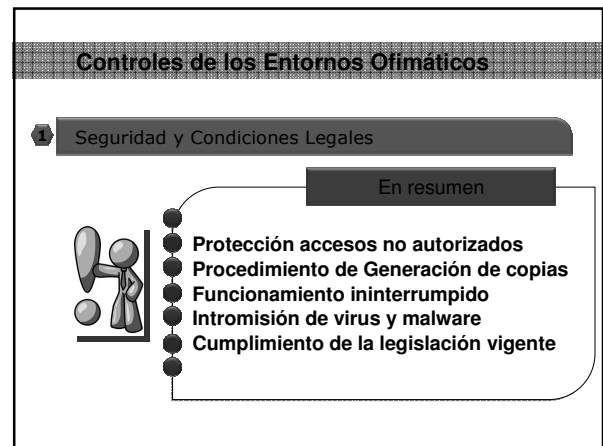 Controles de los Entornos Ofimáticos
1 Seguridad y Condiciones Legales
En resumen
Protección accesos no autorizados
Procedimiento de Generación de copias
Funcionamiento ininterrumpido
Intromisión de virus y malware
Cumplimiento de la legislación vigente